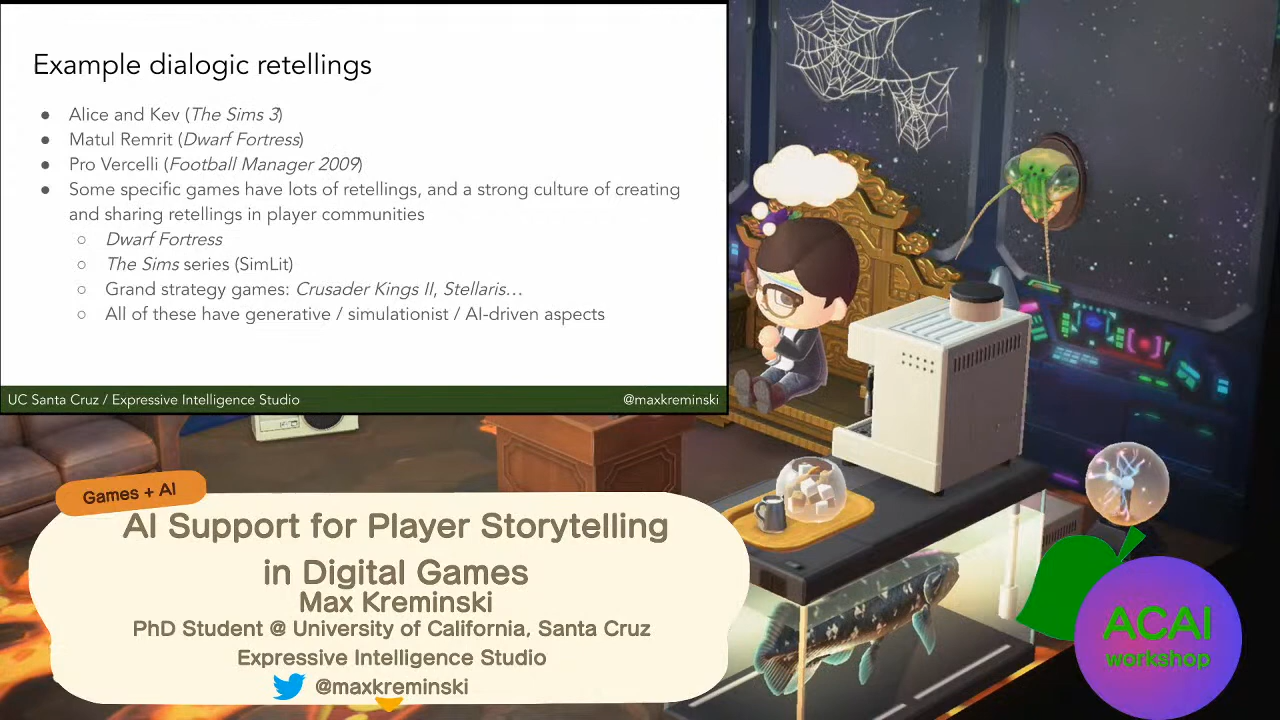 Example dialogic retellings
● Alice and Kev (The Sims 3)
● Matul Remrit (Dwarf Fortress)
● Pro Vercelli (Football Manager 2009)
● Some specific games have lots of retellings, and a strong culture of creating
and sharing retellings in player communities
○ Dwarf Fortress
○ The Sims series (SimLit)
○ Grand strategy games: Crusader Kings II, Stellaris…
○ All of these have generative / simulationist / AI-driven aspects
UC Santa Cruz / Expressive Intelligence Studio
@maxkreminski
Games + AI
AI Support for Player Storytelling
in Digital Games
Max Kreminski
PhD Student @ University of California, Santa Cruz
Expressive Intelligence Studio
@maxkreminski
ACAI
workshop